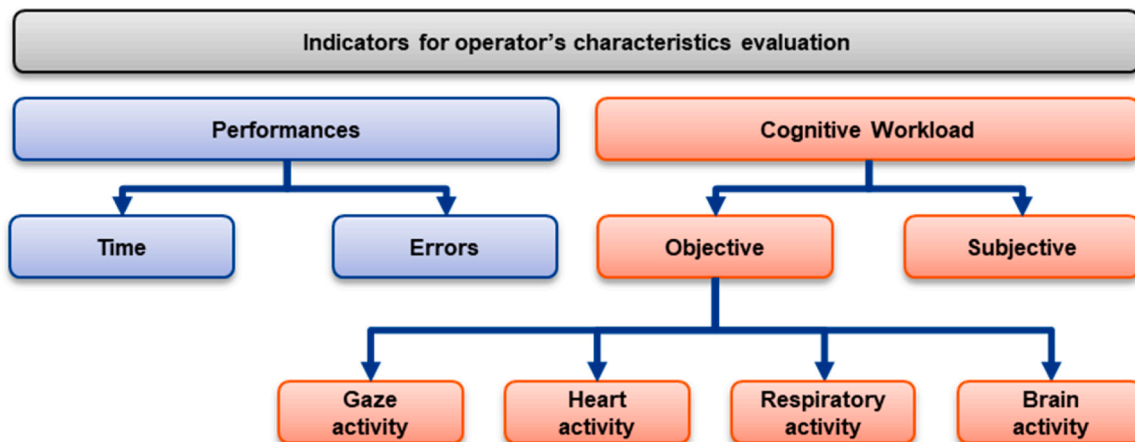 Indicators for operator's characteristics evaluation
Performances
Cognitive Workload
Time
Errors
Objective
Subjective
Gaze
activity
Heart
activity
Respiratory
activity
Brain
activity